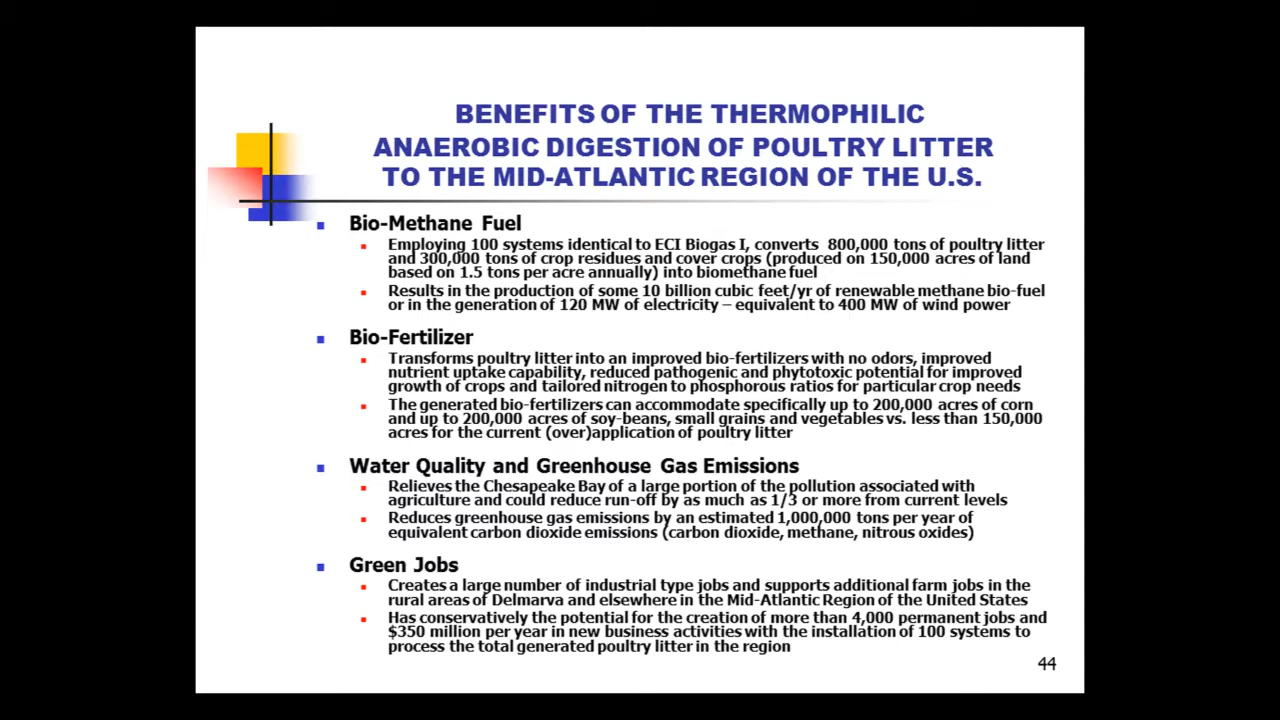 BENEFITS OF THE THERMOPHILIC
ANAEROBIC DIGESTION OF POULTRY LITTER
TO THE MID-ATLANTIC REGION OF THE U.S.
Bio-Methane Fuel
Employing 100 systems identical to ECI Biogas I, converts 800,000 tons of poultry litter
and 300,000 tons of crop residues and cover crops (produced on 150,000 acres of land
based on 1.5 tons per acre annually) into biomethane fuel
Results in the production of some 10 billion cubic feet/yr of renewable methane bio-fuel
or in the generation of 120 MW of electricity – equivalent to 400 MW of wind power
Bio-Fertilizer
Transforms poultry litter into an improved bio-fertilizers with no odors, improved
nutrient uptake capability, reduced pathogenic and phytotoxic potential for improved
growth of crops and tailored nitrogen to phosphorous ratios for particular crop needs
The generated bio-fertilizers can accommodate specifically up to 200,000 acres of corn
and up to 200,000 acres of soy-beans, small grains and vegetables vs. less than 150,000
acres for the current (over)application of poultry litter
Water Quality and Greenhouse Gas Emissions
Relieves the Chesapeake Bay of a large portion of the pollution associated with
agriculture and could reduce run-off by as much as 1/3 or more from current levels
Reduces greenhouse gas emissions by an estimated 1,000,000 tons per year of
equivalent carbon dioxide emissions (carbon dioxide, methane, nitrous oxides)
Green Jobs
Creates a large number of industrial type jobs and supports additional farm jobs in the
rural areas of Delmarva and elsewhere in the Mid-Atlantic Region of the United States
Has conservatively the potential for the creation of more than 4,000 permanent jobs and
$350 million per year in new business activities with the installation of 100 systems to
process the total generated poultry litter in the region
44